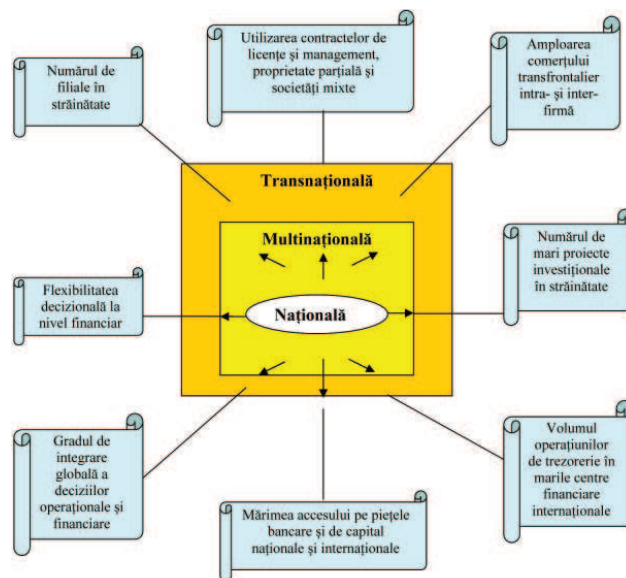 Utilizarea contractelor de
licențe și management,
proprietate parțială și
societăți mixte
Numărul de
filiale în
străinătate
Amploarea
comerțului
transfrontalier
intra- și inter-
firmă
Transnațională
Multinațională
Națională
Flexibilitatea
decizională la
nivel financiar
Numărul de
mari proiecte
investiționale
în străinătate
Gradul de
integrare
globală a
deciziilor
operaționale și
financiare
Mărimea accesului pe piețele
bancare și de capital
naționale și internaționale
Volumul
operațiunilor
de trezorerie în
marile centre
financiare
internaționale